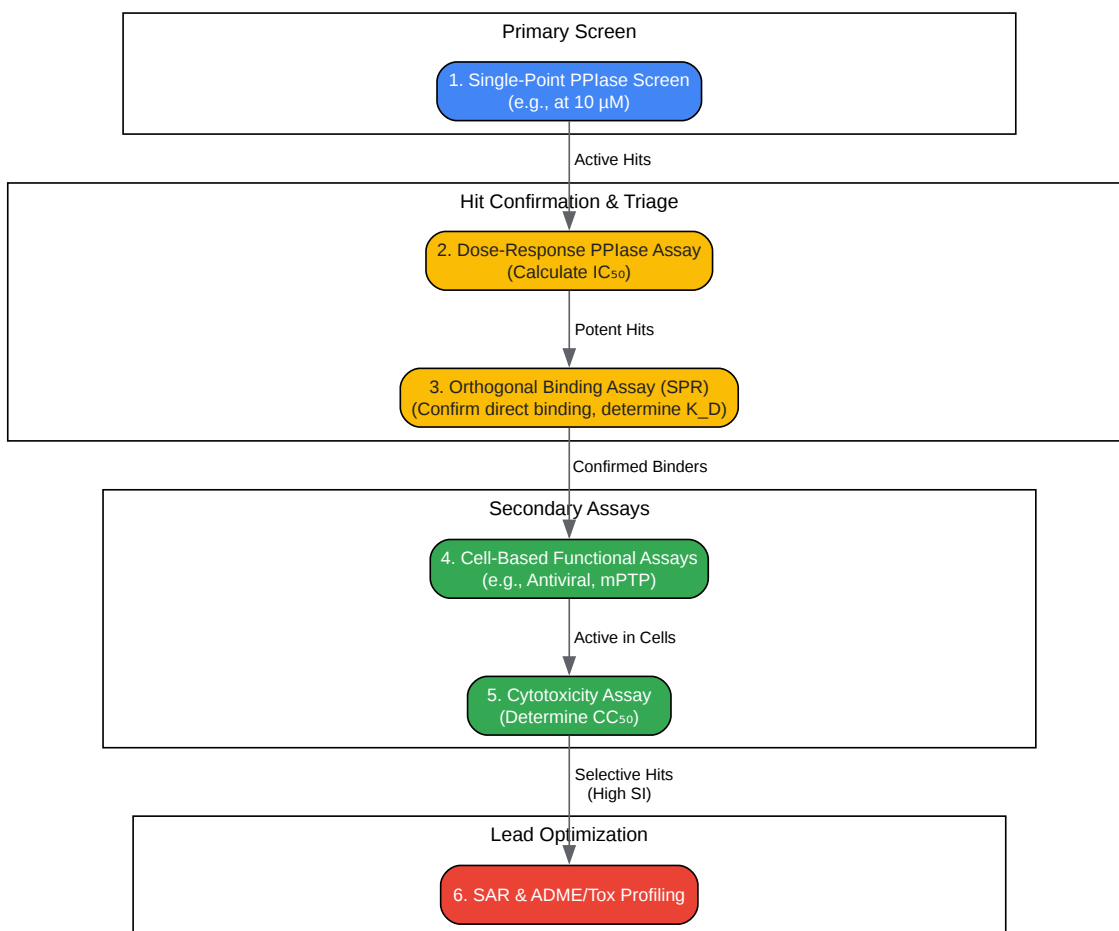 Primary Screen
1. Single-Point PPIase Screen
(e.g., at 10 µM)
Active Hits
Hit Confirmation & Triage
2. Dose-Response PPIase Assay
(Calculate IC₅₀)
Potent Hits
3. Orthogonal Binding Assay (SPR)
(Confirm direct binding, determine K_D)
Confirmed Binders
Secondary Assays
4. Cell-Based Functional Assays
(e.g., Antiviral, mPTP)
Active in Cells
5. Cytotoxicity Assay
(Determine CC₅₀)
Selective Hits
(High SI)
Lead Optimization
6. SAR & ADME/Tox Profiling